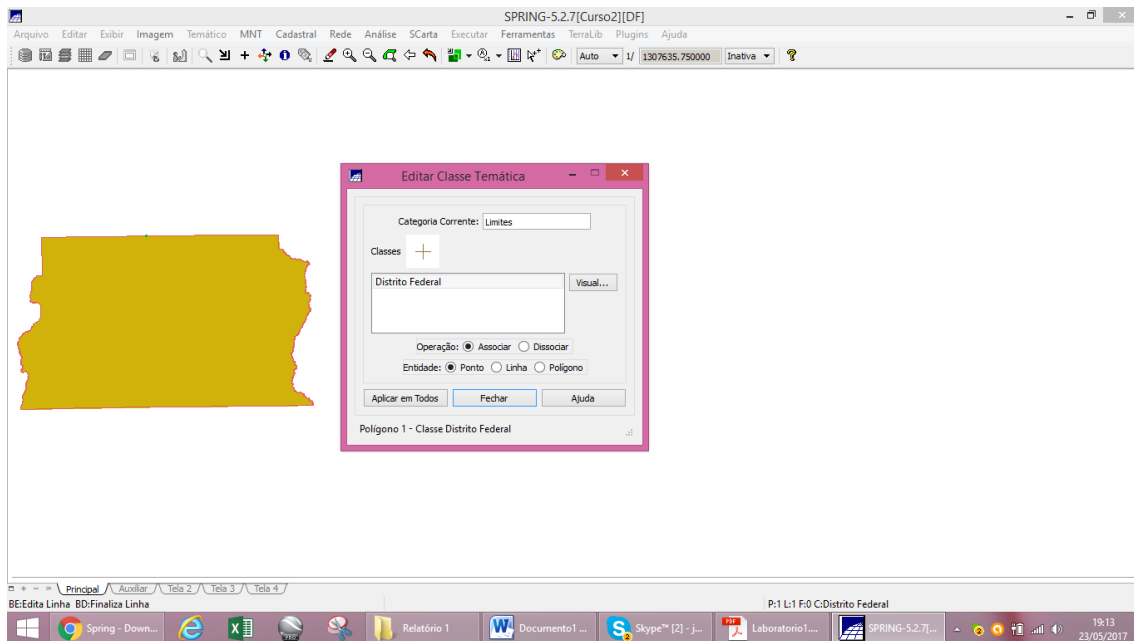 SPRING-5.2.7[Curso2][DF]
Arquivo Editar Exibir Imagem Temático MNT Cadastral Rede Análise SCarta Executar Ferramentas TerraLib Plugins Ajuda
Auto 1/ 1307635.750000 Inativa
Editar Classe Temática
Categoria Corrente: Limites
Classes
Distrito Federal
Visual...
Operação: Associar Dissociar
Entidade: Ponto Linha Polígono
Aplicar em Todos Fechar Ajuda
Polígono 1 - Classe Distrito Federal
Principal Auxiliar Tela 2 Tela 3 Tela 4
BE:Edita Linha BD:Finaliza Linha P:1 L:1 F:0 C:Distrito Federal
Spring - Down... Relatório 1 Documento1 ... Skype™ [2] - j... Laboratorio1.... SPRING-5.2.7[... 19:13
23/05/2017